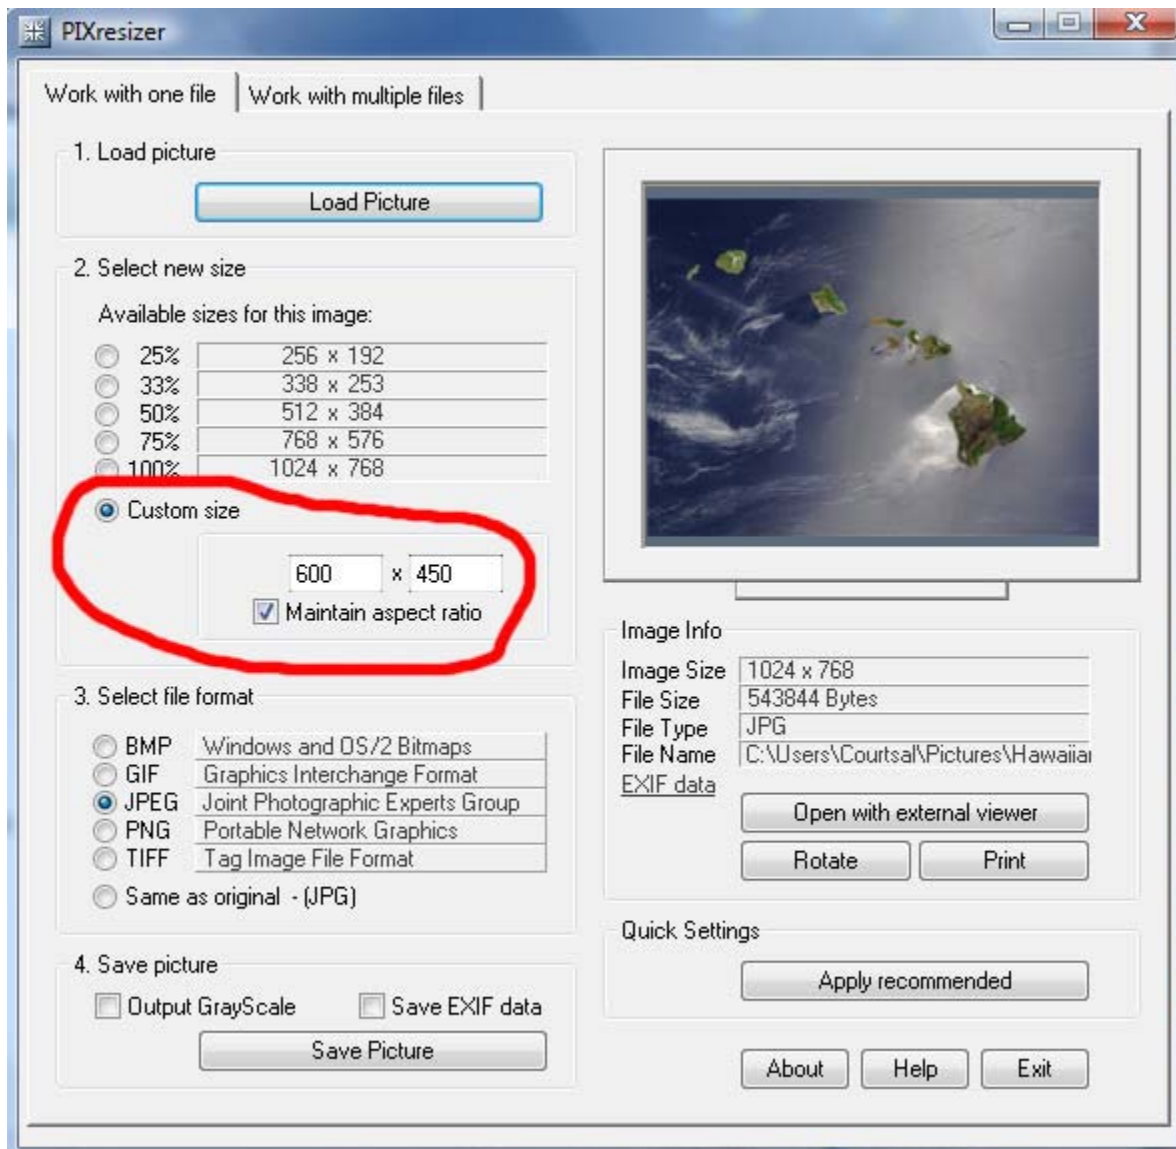 PIXresizer
Work with one file
Work with multiple files
1. Load picture
Load Picture
2. Select new size
Available sizes for this image:
25% 256 x 192
33% 338 x 253
50% 512 x 384
75% 768 x 576
100% 1024 x 768
Custom size
600 x 450
Maintain aspect ratio
3. Select file format
BMP Windows and OS/2 Bitmaps
GIF Graphics Interchange Format
JPEG Joint Photographic Experts Group
PNG Portable Network Graphics
TIFF Tag Image File Format
Same as original - (JPG)
4. Save picture
Output GrayScale
Save EXIF data
Save Picture
Image Info
Image Size 1024 x 768
File Size 543844 Bytes
File Type JPG
File Name C:\Users\Courtsal\Pictures\Hawaiiar
EXIF data
Open with external viewer
Rotate
Print
Quick Settings
Apply recommended
About
Help
Exit